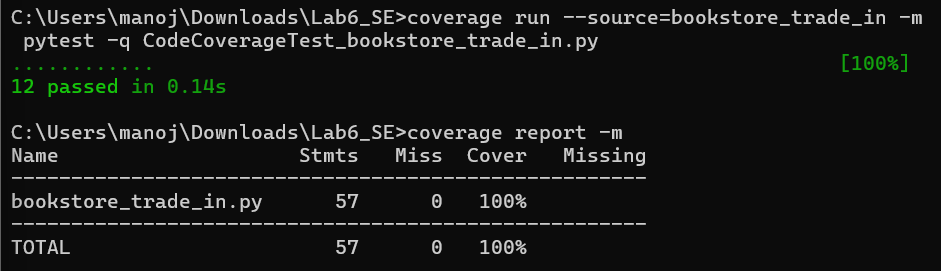 C:\Users\manoj\Downloads\Lab6_SE>coverage run --source=bookstore_trade_in -m
 pytest -q CodeCoverageTest_bookstore_trade_in.py
............                                                         [100%]
12 passed in 0.14s
C:\Users\manoj\Downloads\Lab6_SE>coverage report -m
Name                    Stmts   Miss  Cover   Missing
-----------------------------------------------------
bookstore_trade_in.py      57      0   100%
-----------------------------------------------------
TOTAL                      57      0   100%